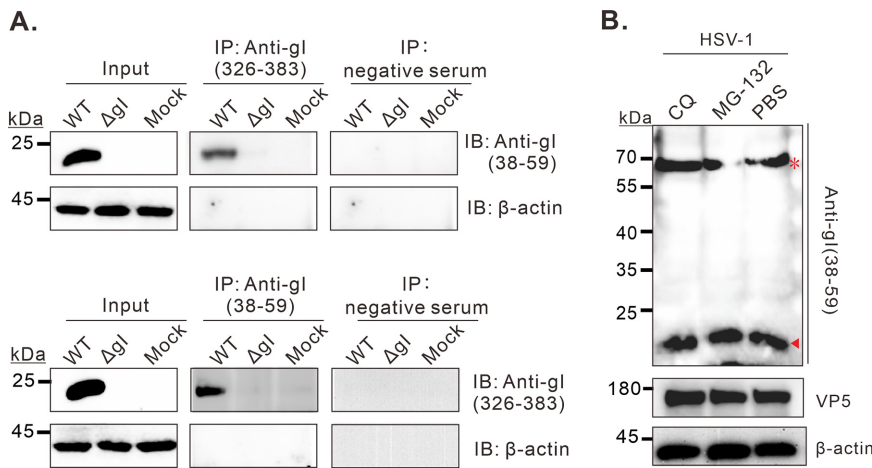 A.
Input
IP: Anti-gI
(326-383)
IP:
negative serum
kDa
WT
ΔgI
Mock
WT
ΔgI
Mock
WT
ΔgI
Mock
25
IB: Anti-gI
(38-59)
45
IB: β-actin
Input
IP: Anti-gI
(38-59)
IP:
negative serum
kDa
WT
ΔgI
Mock
WT
ΔgI
Mock
WT
ΔgI
Mock
25
IB: Anti-gI
(326-383)
45
IB: β-actin
B.
HSV-1
kDa
CQ
MG-132
PBS
70
*
55
40
35
25
Anti-gI(38-59)
180
VP5
45
β-actin